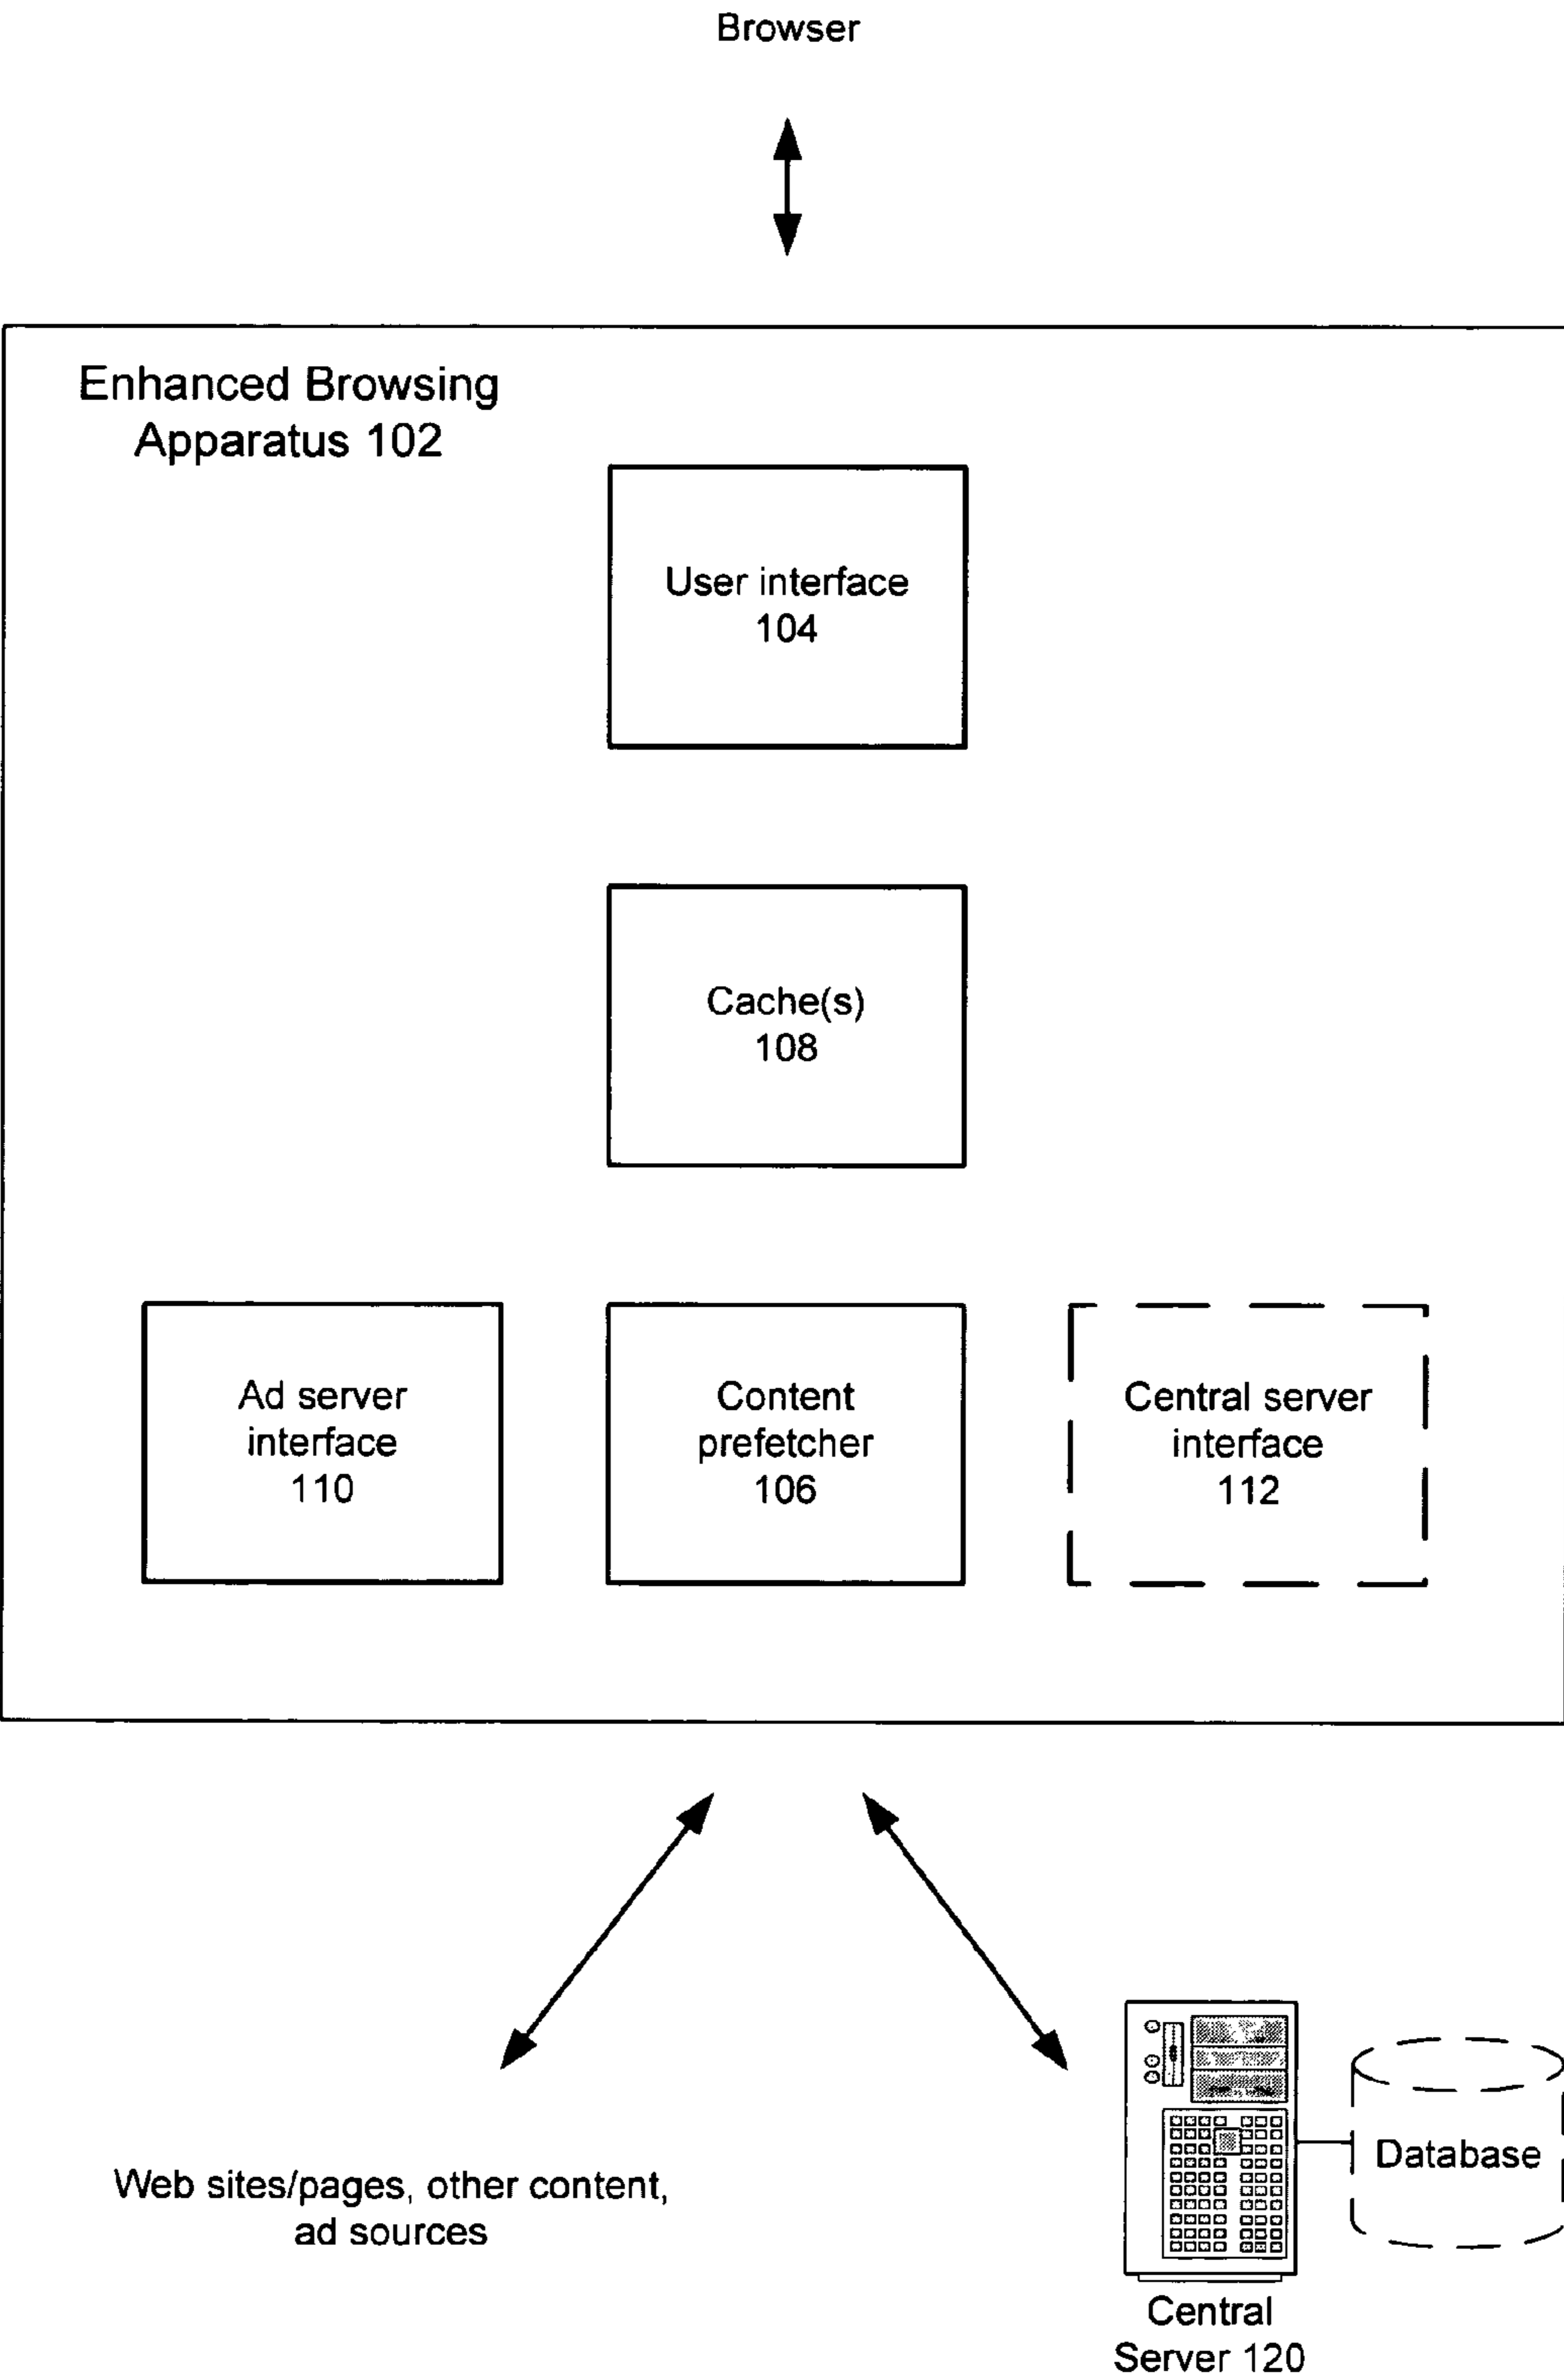 Browser
Enhanced Browsing
Apparatus 102
User interface
104
Cache(s)
108
Ad server
interface
110
Content
prefetcher
106
Central server
interface
112
Web sites/pages, other content,
ad sources
Database
Central
Server 120